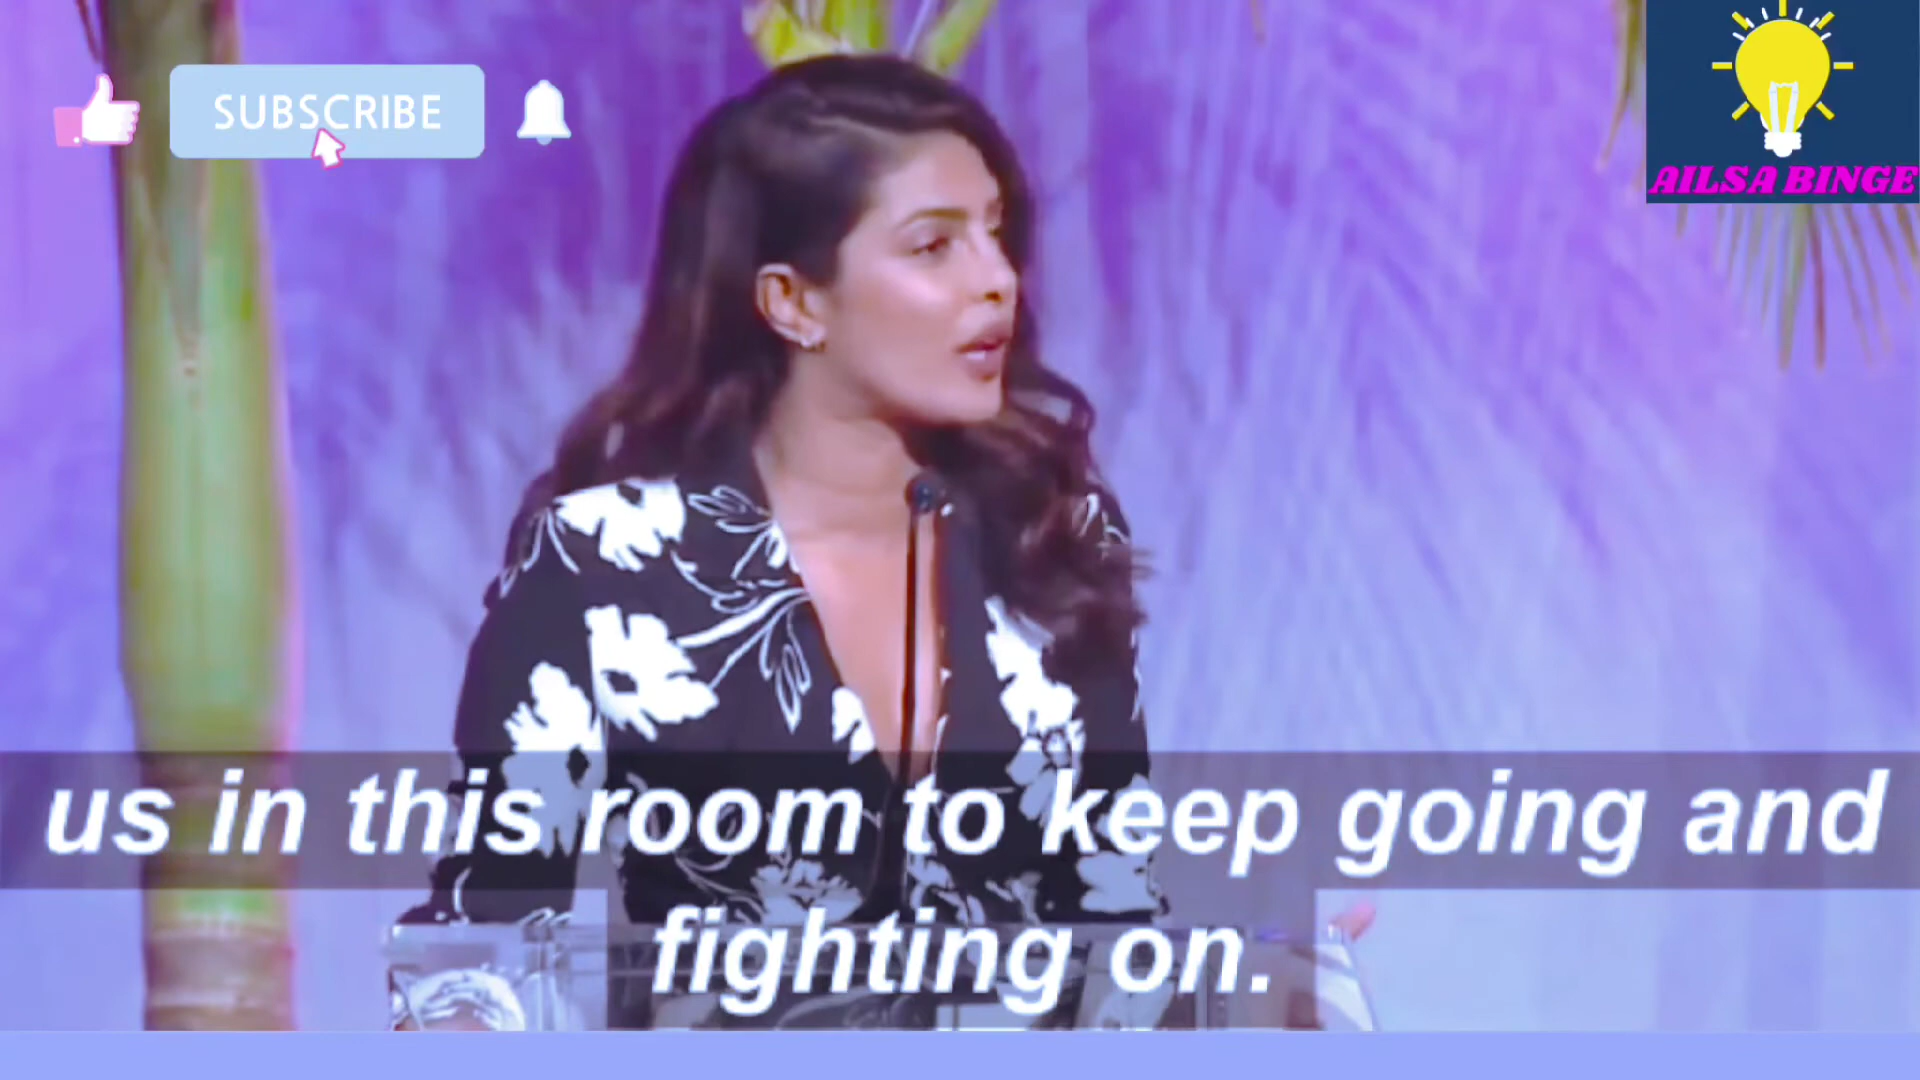 SUBSCRIBE
AILSA BINGE
us in this room to keep going and
fighting on.